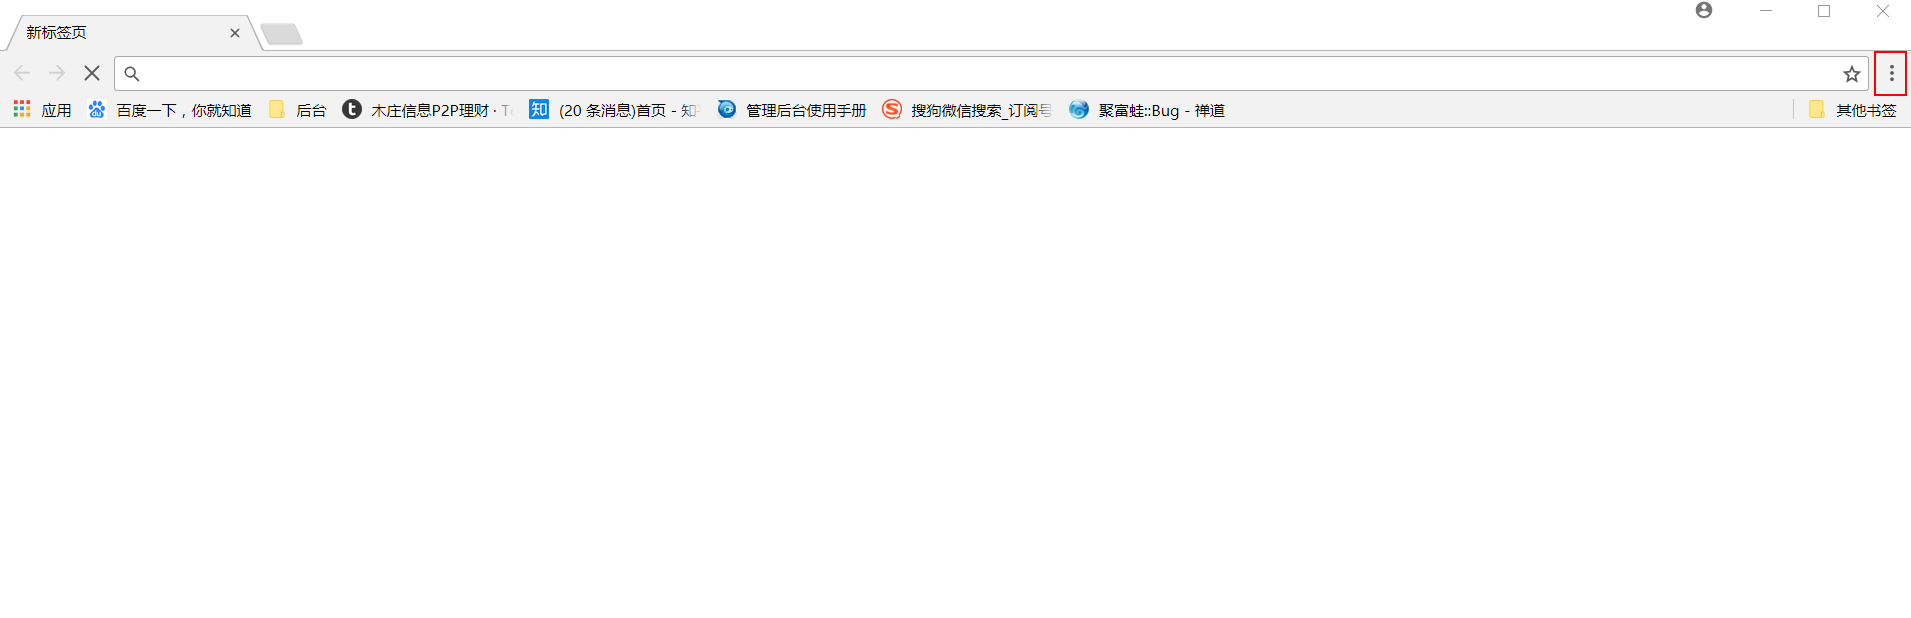 新标签页
应用 百度一下，你就知道 后台 木庄信息P2P理财 · T 知 (20 条消息)首页 - 知 管理后台使用手册 搜狗微信搜索_订阅号 聚富蛙::Bug - 禅道 其他书签